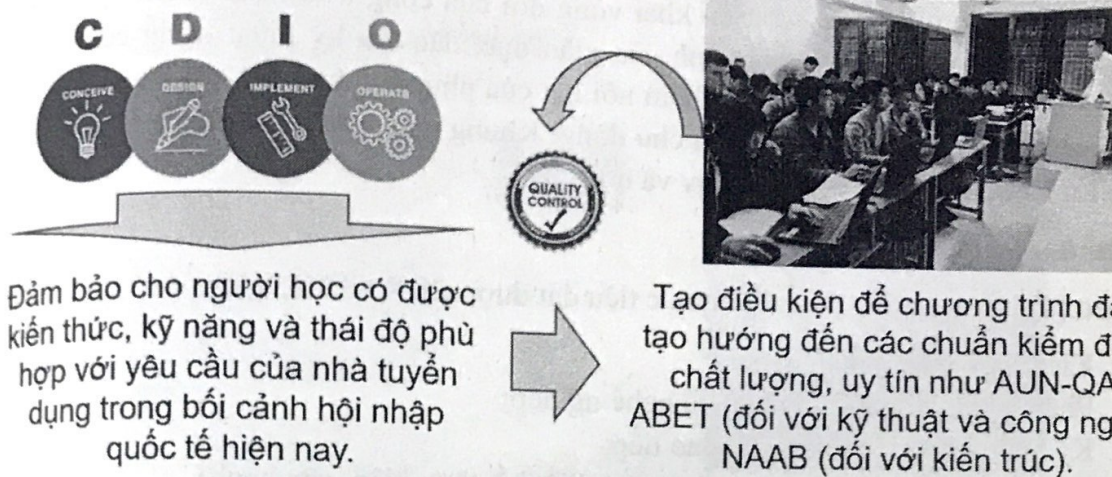 C D I O
CONCEIVE DESIGN IMPLEMENT OPERATE
QUALITY
CONTROL
Đảm bảo cho người học có được
kiến thức, kỹ năng và thái độ phù
hợp với yêu cầu của nhà tuyển
dụng trong bối cảnh hội nhập
quốc tế hiện nay.
Tạo điều kiện để chương trình
tạo hướng đến các chuẩn kiểm
chất lượng, uy tín như AUN-QA
ABET (đối với kỹ thuật và công
NAAB (đối với kiến trúc).